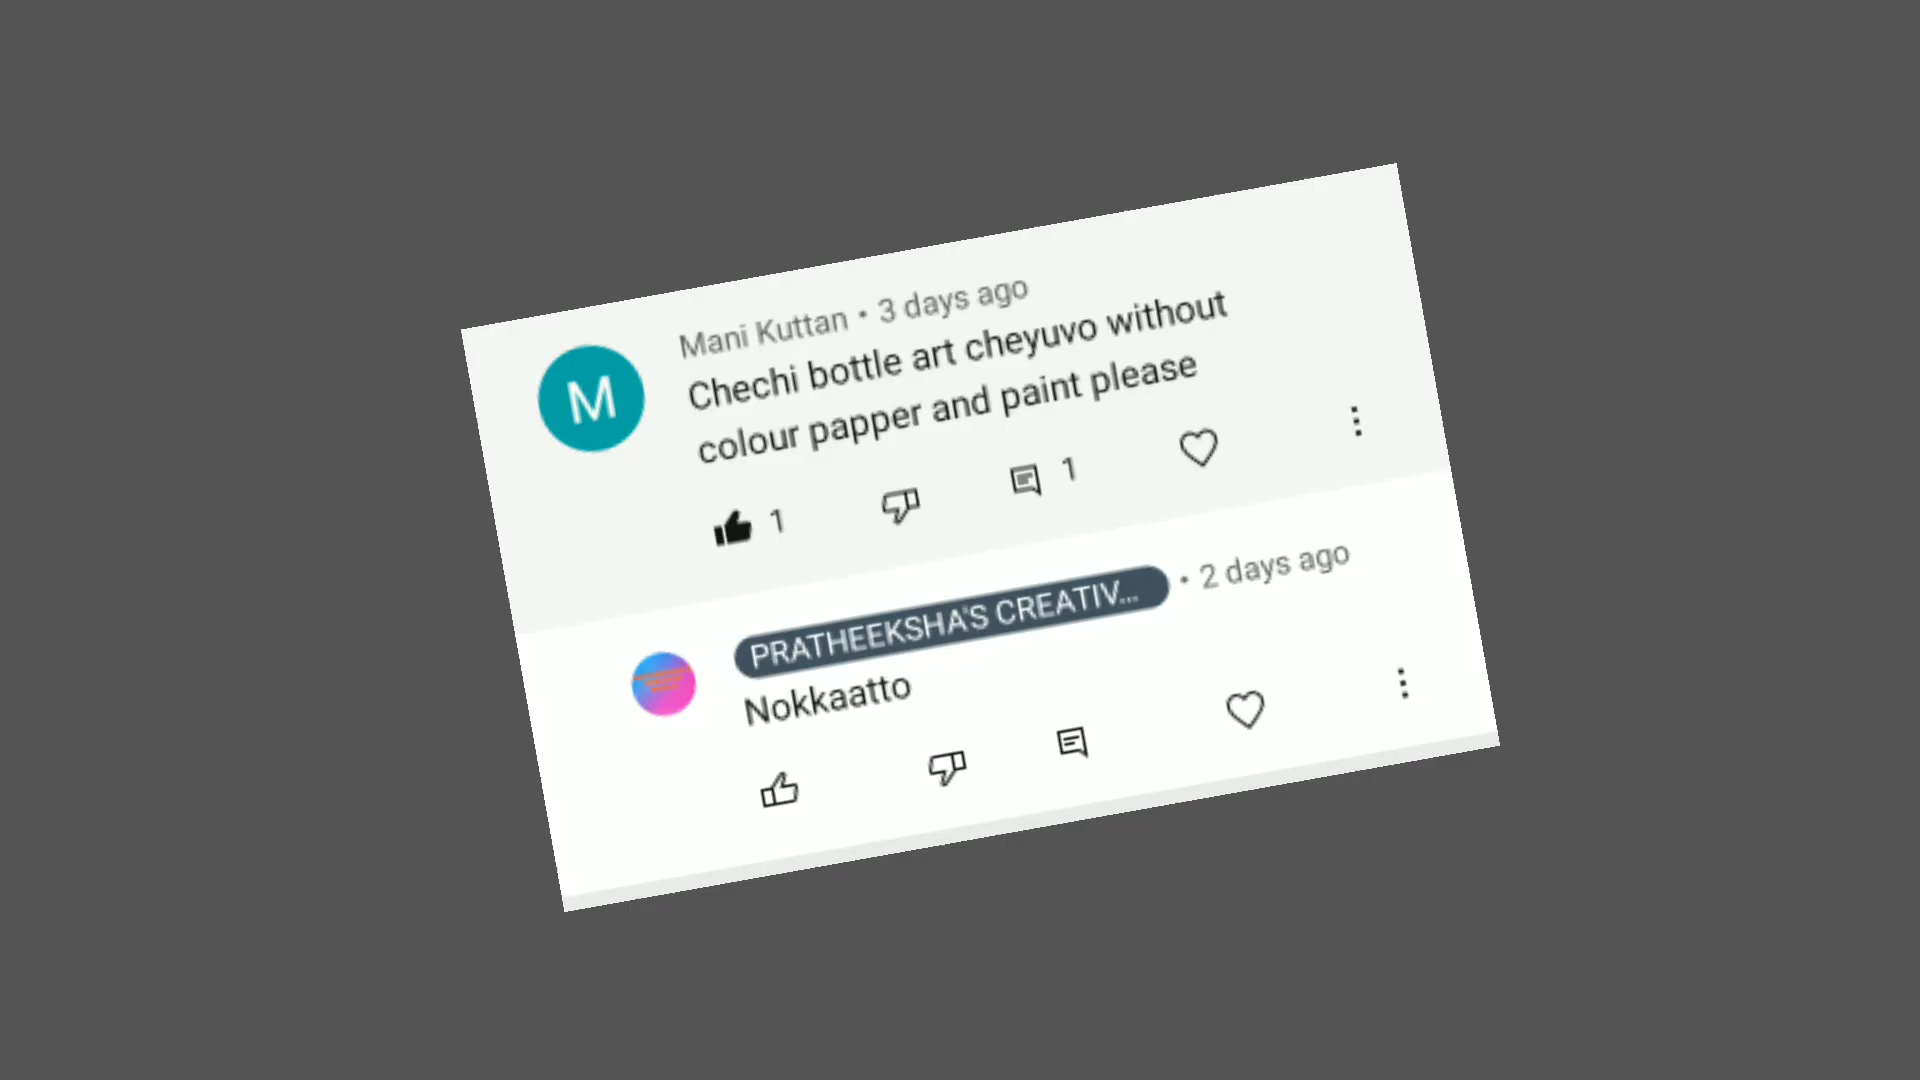 Mani Kuttan • 3 days ago
M
Chechi bottle art cheyuvo without
colour papper and paint please
1
1
PRATHEEKSHA'S CREATIV... • 2 days ago
Nokkaatto